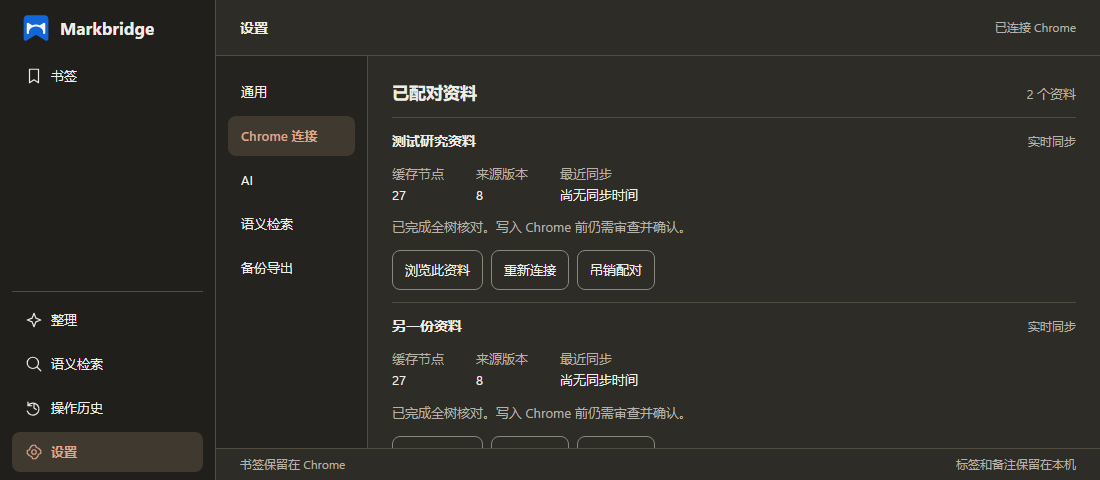 Markbridge
书签
整理
语义检索
操作历史
设置
设置
已连接 Chrome
通用
Chrome 连接
AI
语义检索
备份导出
已配对资料
2 个资料
测试研究资料
实时同步
缓存节点 来源版本 最近同步
27 8 尚无同步时间
已完成全树核对。写入 Chrome 前仍需审查并确认。
浏览此资料 重新连接 吊销配对
另一份资料
实时同步
缓存节点 来源版本 最近同步
27 8 尚无同步时间
已完成全树核对。写入 Chrome 前仍需审查并确认。
书签保留在 Chrome
标签和备注保留在本机